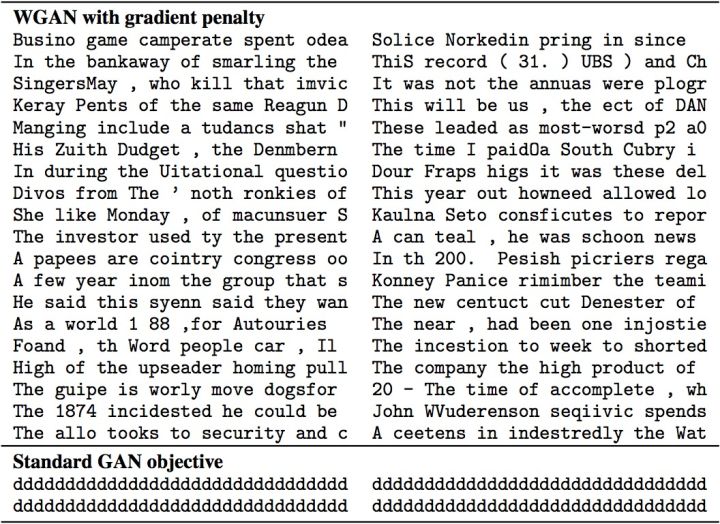 WGAN with gradient penalty
Busino game camperate spent odea
Solice Norkedin pring in since
In the bankaway of smarling the
ThiS record ( 31. ) UBS ) and Ch
SingersMay , who kill that imvic
It was not the annuas were plogr
Keray Pents of the same Reagun D
This will be us , the ect of DAN
Manging include a tudancs shat "
These leaded as most-worsd p2 a0
His Zuith Dudget , the Denmbern
The time I paidOa South Cubry i
In during the Uitational questio
Dour Fraps higs it was these del
Divos from The ' noth ronkies of
This year out howneed allowed lo
She like Monday , of macunsuer S
Kaulna Seto consficutes to repor
The investor used ty the present
A can teal , he was schoon news
A papees are cointry congress oo
In th 200. Pesish picriers rega
A few year inom the group that s
Konney Panice rimimber the teami
He said this syenn said they wan
The new centuct cut Denester of
As a world 1 88 ,for Autouries
The near , had been one injostie
Foand , th Word people car , Il
The incestion to week to shorted
High of the upseader homing pull
The company the high product of
The guipe is worly move dogsfor
20 - The time of accomplete , wh
The 1874 incidested he could be
John WVuderenson seqiivic spends
The allo tooks to security and c
A ceetens in indestredly the Wat
Standard GAN objective
dddddddddddddddddddddddddddddddd
dddddddddddddddddddddddddddddddd
dddddddddddddddddddddddddddddddd
dddddddddddddddddddddddddddddddd